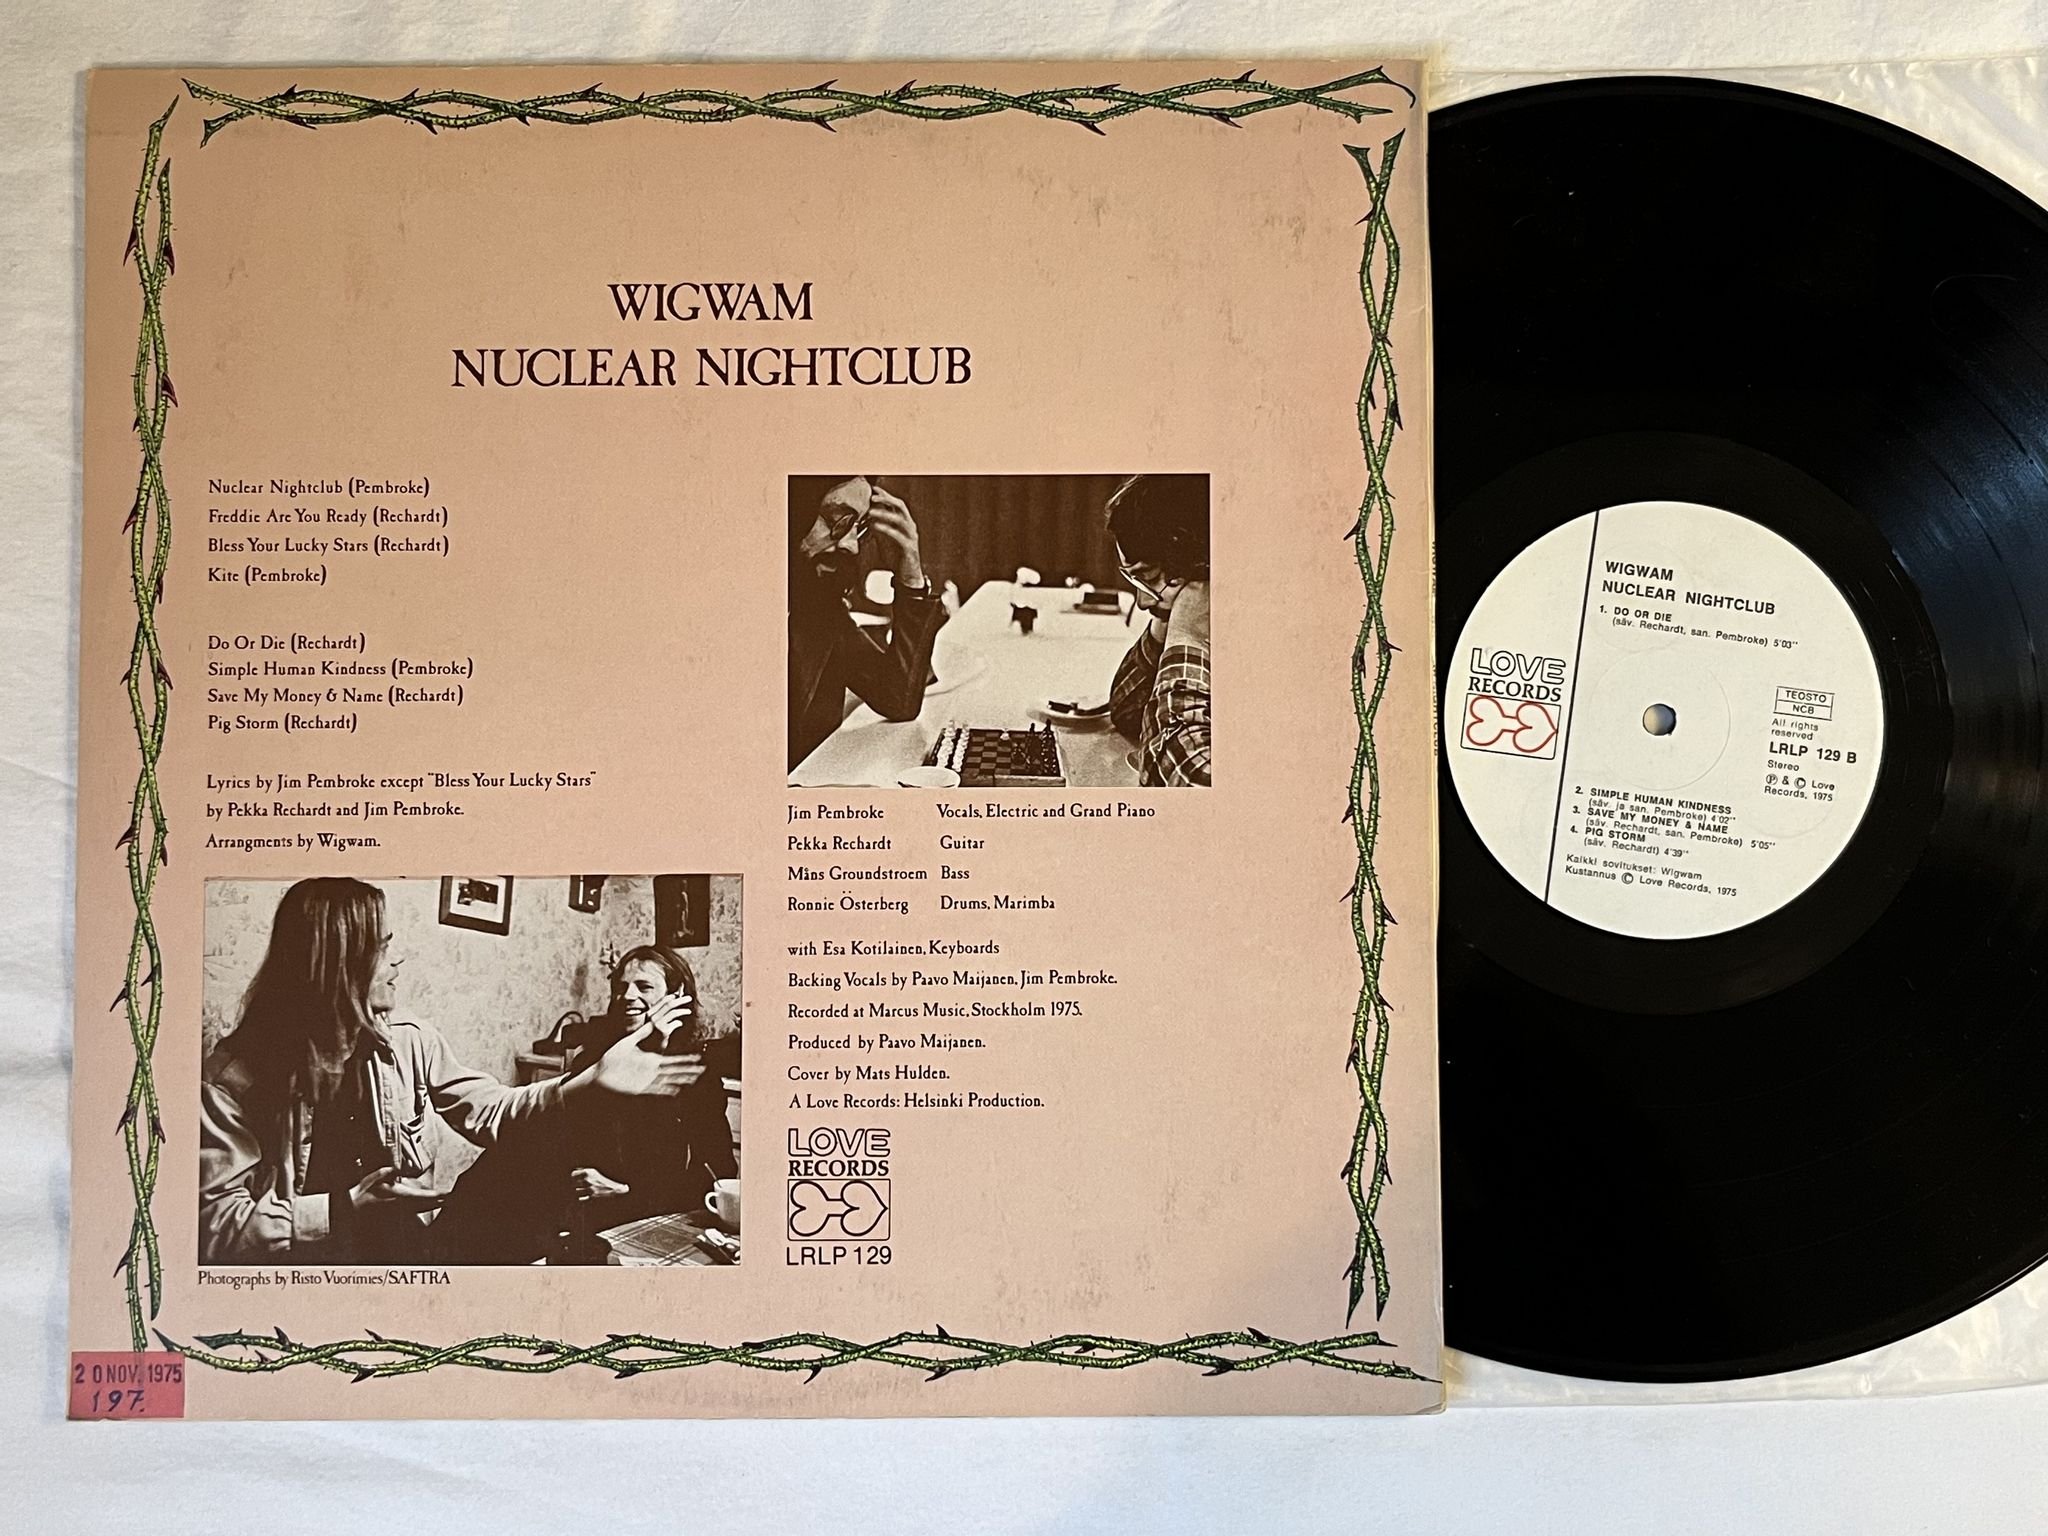 WIGWAM
NUCLEAR NIGHTCLUB
Nuclear Nightclub (Pembroke)
Freddie Are You Ready (Rechardt)
Bless Your Lucky Stars (Rechardt)
Kite (Pembroke)
Do Or Die (Rechardt)
Simple Human Kindness (Pembroke)
Save My Money & Name (Rechardt)
Pig Storm (Rechardt)
Lyrics by Jim Pembroke except "Bless Your Lucky Stars"
by Pekka Rechardt and Jim Pembroke.
Arrangments by Wigwam.
Photographs by Risto Vuorimies/SAFTRA
Jim Pembroke Vocals, Electric and Grand Piano
Pekka Rechardt Guitar
Måns Groundstroem Bass
Ronnie Österberg Drums, Marimba
with Esa Kotilainen, Keyboards
Backing Vocals by Paavo Maijanen, Jim Pembroke.
Recorded at Marcus Music, Stockholm 1975.
Produced by Paavo Maijanen.
Cover by Mats Hulden.
A Love Records: Helsinki Production.
LOVE
RECORDS
LRLP 129
20 NOV. 1975
197.
WIGWAM
NUCLEAR NIGHTCLUB
1. DO OR DIE
(säv. Rechardt, san. Pembroke) 5'03''
LOVE
RECORDS
TEOSTO
NCB
All rights
reserved
LRLP 129 B
Stereo
Ⓟ & © Love
Records, 1975
2. SIMPLE HUMAN KINDNESS
(säv. ja san. Pembroke) 4'02''
3. SAVE MY MONEY & NAME
(säv. Rechardt, san. Pembroke) 5'05''
4. PIG STORM
(säv. Rechardt) 4'39''
Kaikki sovitukset: Wigwam
Kustannus © Love Records, 1975